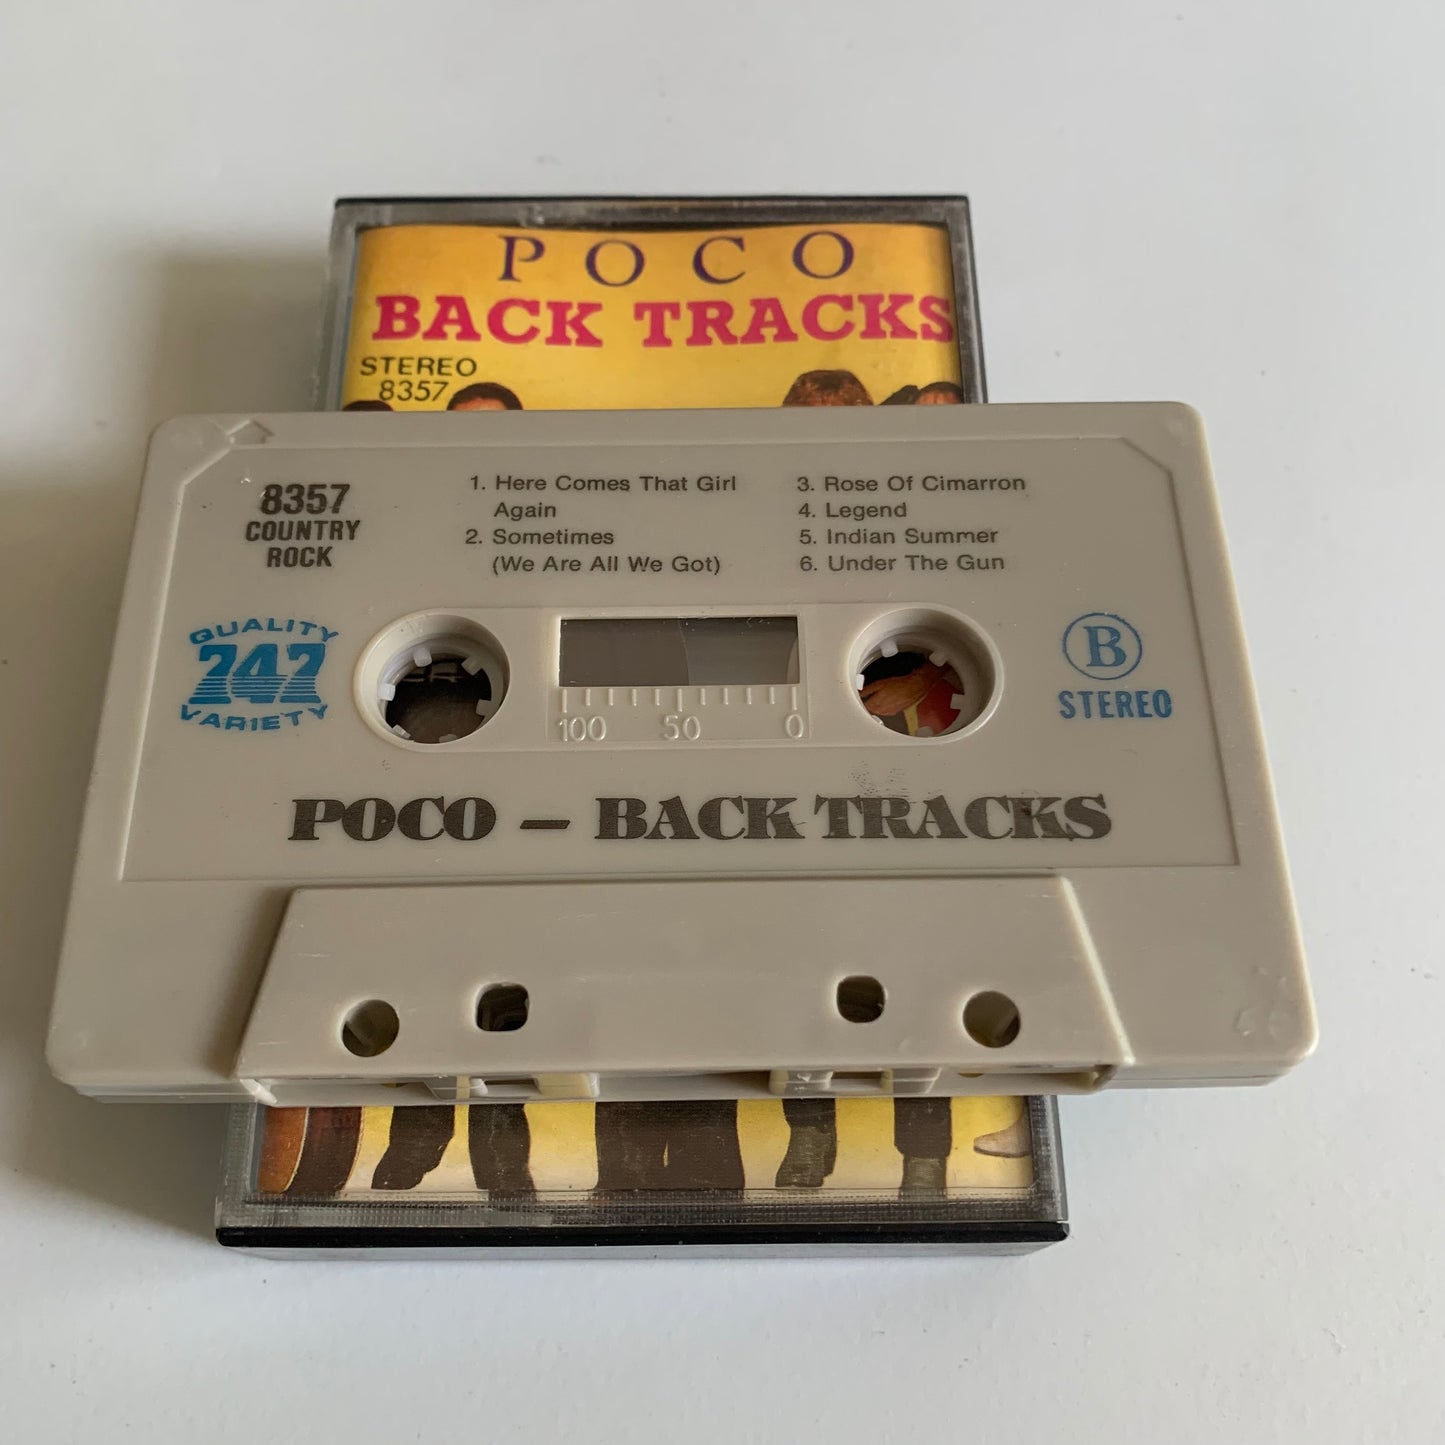 POCO
BACK TRACKS
STEREO
8357
8357
COUNTRY
ROCK
1. Here Comes That Girl
Again
2. Sometimes
(We Are All We Got)
3. Rose Of Cimarron
4. Legend
5. Indian Summer
6. Under The Gun
QUALITY
747
VARIETY
100 50 0
B
STEREO
POCO – BACK TRACKS